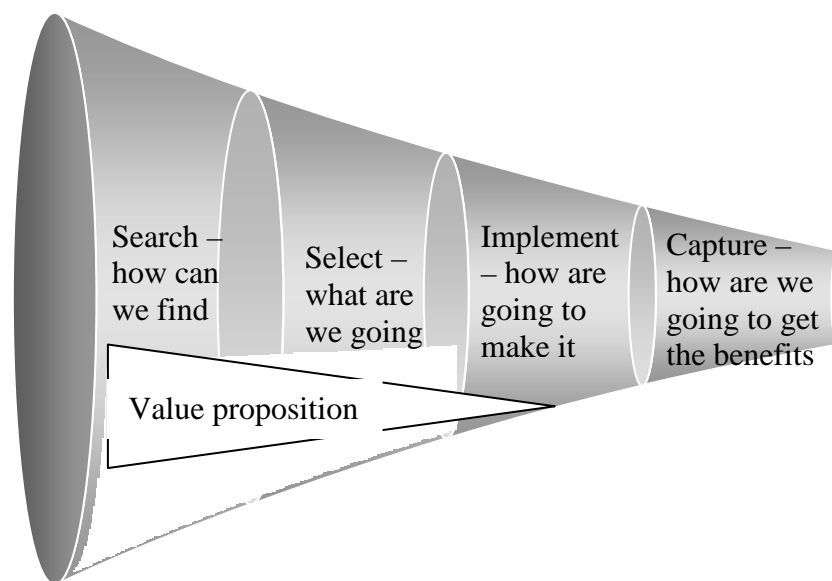 Search –
how can
we find
Select –
what are
we going
Implement
– how are
going to
make it
Capture –
how are we
going to get
the benefits
Value proposition